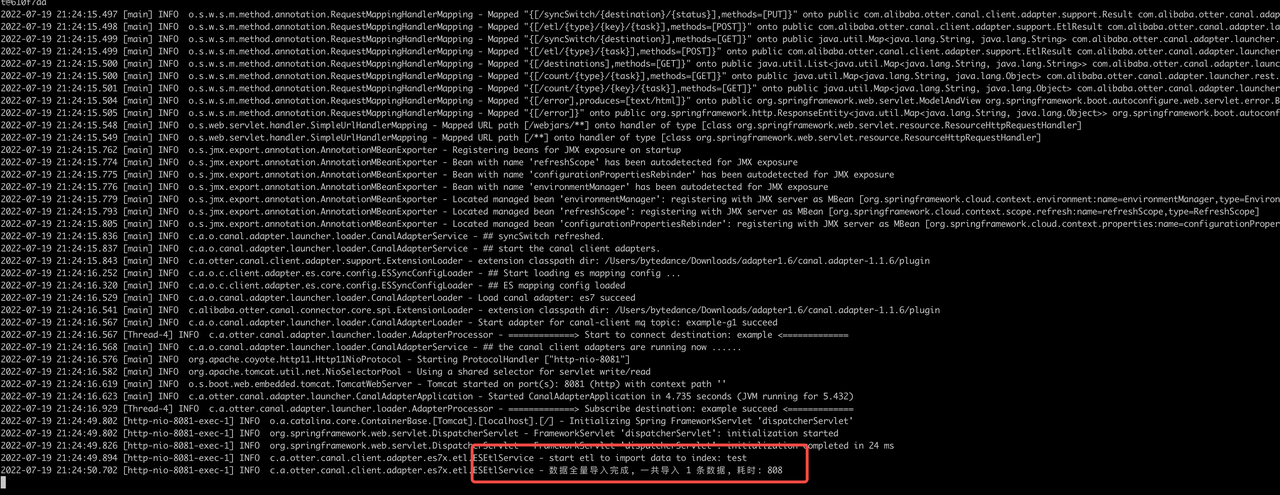 2022-07-19 21:24:15.497 [main] INFO  o.s.w.s.m.method.annotation.RequestMappingHandlerMapping - Mapped "{[/syncSwitch/{destination}/{status}],methods=[PUT]}" onto public com.alibaba.otter.canal.client.adapter.support.Result com.alibaba.otter.canal.adap
2022-07-19 21:24:15.498 [main] INFO  o.s.w.s.m.method.annotation.RequestMappingHandlerMapping - Mapped "{[/etl/{type}/{key}/{task}],methods=[POST]}" onto public com.alibaba.otter.canal.client.adapter.support.EtlResult com.alibaba.otter.canal.adapter.la
2022-07-19 21:24:15.499 [main] INFO  o.s.w.s.m.method.annotation.RequestMappingHandlerMapping - Mapped "{[/syncSwitch/{destination}],methods=[GET]}" onto public java.util.Map<java.lang.String, java.lang.String> com.alibaba.otter.canal.adapter.launcher.
2022-07-19 21:24:15.499 [main] INFO  o.s.w.s.m.method.annotation.RequestMappingHandlerMapping - Mapped "{[/etl/{type}/{task}],methods=[POST]}" onto public com.alibaba.otter.canal.client.adapter.support.EtlResult com.alibaba.otter.canal.adapter.launcher
2022-07-19 21:24:15.500 [main] INFO  o.s.w.s.m.method.annotation.RequestMappingHandlerMapping - Mapped "{[/destinations],methods=[GET]}" onto public java.util.List<java.util.Map<java.lang.String, java.lang.String>> com.alibaba.otter.canal.adapter.launc
2022-07-19 21:24:15.500 [main] INFO  o.s.w.s.m.method.annotation.RequestMappingHandlerMapping - Mapped "{[/count/{type}/{task}],methods=[GET]}" onto public java.util.Map<java.lang.String, java.lang.Object> com.alibaba.otter.canal.adapter.launcher.rest.
2022-07-19 21:24:15.501 [main] INFO  o.s.w.s.m.method.annotation.RequestMappingHandlerMapping - Mapped "{[/count/{type}/{key}/{task}],methods=[GET]}" onto public java.util.Map<java.lang.String, java.lang.Object> com.alibaba.otter.canal.adapter.launcher
2022-07-19 21:24:15.504 [main] INFO  o.s.w.s.m.method.annotation.RequestMappingHandlerMapping - Mapped "{[/error],produces=[text/html]}" onto public org.springframework.web.servlet.ModelAndView org.springframework.boot.autoconfigure.web.servlet.error.B
2022-07-19 21:24:15.505 [main] INFO  o.s.w.s.m.method.annotation.RequestMappingHandlerMapping - Mapped "{[/error]}" onto public org.springframework.http.ResponseEntity<java.util.Map<java.lang.String, java.lang.Object>> org.springframework.boot.autoconf
2022-07-19 21:24:15.548 [main] INFO  o.s.web.servlet.handler.SimpleUrlHandlerMapping - Mapped URL path [/webjars/**] onto handler of type [class org.springframework.web.servlet.resource.ResourceHttpRequestHandler]
2022-07-19 21:24:15.549 [main] INFO  o.s.web.servlet.handler.SimpleUrlHandlerMapping - Mapped URL path [/**] onto handler of type [class org.springframework.web.servlet.resource.ResourceHttpRequestHandler]
2022-07-19 21:24:15.762 [main] INFO  o.s.jmx.export.annotation.AnnotationMBeanExporter - Registering beans for JMX exposure on startup
2022-07-19 21:24:15.774 [main] INFO  o.s.jmx.export.annotation.AnnotationMBeanExporter - Bean with name 'refreshScope' has been autodetected for JMX exposure
2022-07-19 21:24:15.775 [main] INFO  o.s.jmx.export.annotation.AnnotationMBeanExporter - Bean with name 'configurationPropertiesRebinder' has been autodetected for JMX exposure
2022-07-19 21:24:15.776 [main] INFO  o.s.jmx.export.annotation.AnnotationMBeanExporter - Bean with name 'environmentManager' has been autodetected for JMX exposure
2022-07-19 21:24:15.779 [main] INFO  o.s.jmx.export.annotation.AnnotationMBeanExporter - Located managed bean 'environmentManager': registering with JMX server as MBean [org.springframework.cloud.context.environment:name=environmentManager,type=Environ
2022-07-19 21:24:15.793 [main] INFO  o.s.jmx.export.annotation.AnnotationMBeanExporter - Located managed bean 'refreshScope': registering with JMX server as MBean [org.springframework.cloud.context.scope.refresh:name=refreshScope,type=RefreshScope]
2022-07-19 21:24:15.805 [main] INFO  o.s.jmx.export.annotation.AnnotationMBeanExporter - Located managed bean 'configurationPropertiesRebinder': registering with JMX server as MBean [org.springframework.cloud.context.properties:name=configurationProper
2022-07-19 21:24:15.836 [main] INFO  c.a.o.c.adapter.launcher.loader.CanalAdapterService - ## syncSwitch refreshed.
2022-07-19 21:24:15.837 [main] INFO  c.a.o.canal.adapter.launcher.loader.CanalAdapterService - ## start the canal client adapters.
2022-07-19 21:24:15.843 [main] INFO  c.a.otter.canal.client.adapter.support.ExtensionLoader - extension classpath dir: /Users/bytedance/Downloads/adapter1.6/canal.adapter-1.1.6/plugin
2022-07-19 21:24:16.252 [main] INFO  c.a.o.c.client.adapter.es.core.config.ESSyncConfigLoader - ## Start loading es mapping config ...
2022-07-19 21:24:16.320 [main] INFO  c.a.o.c.client.adapter.es.core.config.ESSyncConfigLoader - ## ES mapping config loaded
2022-07-19 21:24:16.529 [main] INFO  c.a.o.canal.adapter.launcher.loader.CanalAdapterLoader - Load canal adapter: es7 succeed
2022-07-19 21:24:16.541 [main] INFO  c.alibaba.otter.canal.connector.core.spi.ExtensionLoader - extension classpath dir: /Users/bytedance/Downloads/adapter1.6/canal.adapter-1.1.6/plugin
2022-07-19 21:24:16.567 [main] INFO  c.a.o.canal.adapter.launcher.loader.CanalAdapterLoader - Start adapter for canal-client mq topic: example-g1 succeed
2022-07-19 21:24:16.567 [Thread-4] INFO  c.a.otter.canal.adapter.launcher.loader.AdapterProcessor - =============> Start to connect destination: example <=============
2022-07-19 21:24:16.568 [main] INFO  c.a.o.canal.adapter.launcher.loader.CanalAdapterService - ## the canal client adapters are running now ......
2022-07-19 21:24:16.576 [main] INFO  org.apache.coyote.http11.Http11NioProtocol - Starting ProtocolHandler ["http-nio-8081"]
2022-07-19 21:24:16.582 [main] INFO  org.apache.tomcat.util.net.NioSelectorPool - Using a shared selector for servlet write/read
2022-07-19 21:24:16.619 [main] INFO  o.s.boot.web.embedded.tomcat.TomcatWebServer - Tomcat started on port(s): 8081 (http) with context path ''
2022-07-19 21:24:16.623 [main] INFO  c.a.otter.canal.adapter.launcher.CanalAdapterApplication - Started CanalAdapterApplication in 4.735 seconds (JVM running for 5.432)
2022-07-19 21:24:16.929 [Thread-4] INFO  c.a.otter.canal.adapter.launcher.loader.AdapterProcessor - =============> Subscribe destination: example succeed <=============
2022-07-19 21:24:49.802 [http-nio-8081-exec-1] INFO  o.a.catalina.core.ContainerBase.[Tomcat].[localhost].[/] - Initializing Spring FrameworkServlet 'dispatcherServlet'
2022-07-19 21:24:49.802 [http-nio-8081-exec-1] INFO  org.springframework.web.servlet.DispatcherServlet - FrameworkServlet 'dispatcherServlet': initialization started
2022-07-19 21:24:49.826 [http-nio-8081-exec-1] INFO  org.springframework.web.servlet.DispatcherServlet - FrameworkServlet 'dispatcherServlet': initialization completed in 24 ms
2022-07-19 21:24:49.894 [http-nio-8081-exec-1] INFO  c.a.otter.canal.client.adapter.es7x.etl.ESEtlService - start etl to import data to index: test
2022-07-19 21:24:50.702 [http-nio-8081-exec-1] INFO  c.a.otter.canal.client.adapter.es7x.etl.ESEtlService - 数据全量导入完成, 一共导入 1 条数据, 耗时: 808